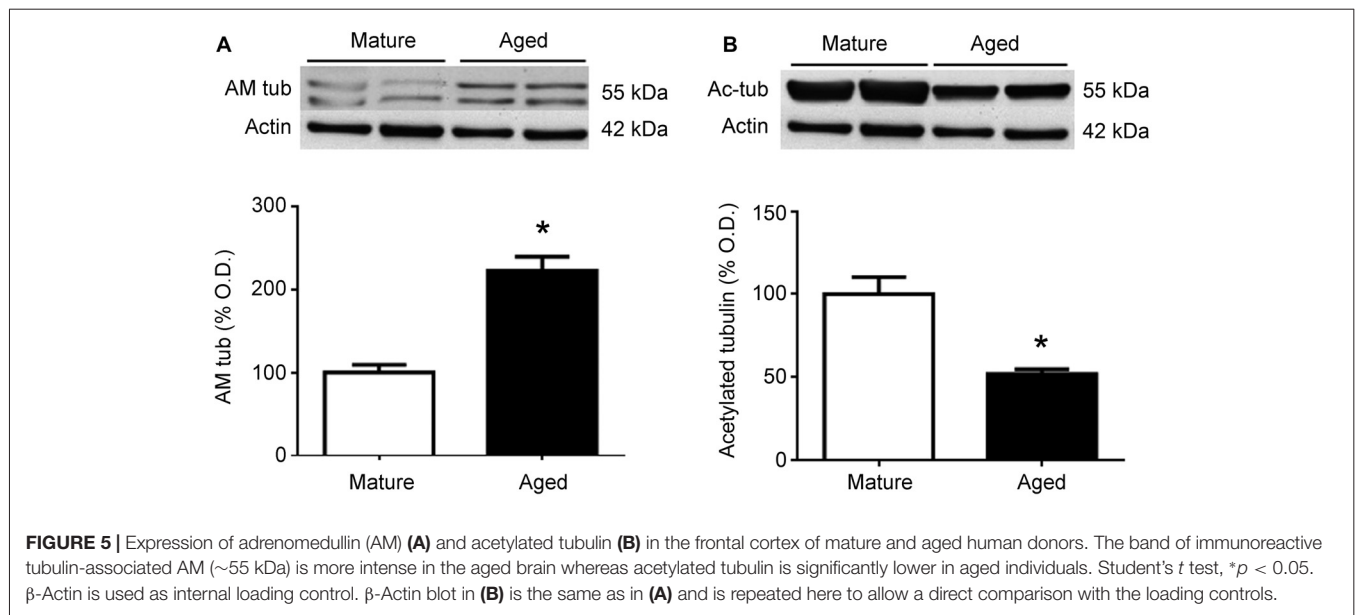 A
Mature Aged
AM tub 55 kDa
Actin 42 kDa
300
200
100
0
AM tub (% O.D.)
*
Mature Aged
B
Mature Aged
Ac-tub 55 kDa
Actin 42 kDa
150
100
50
0
Acetylated tubulin (% O.D.)
*
Mature Aged
FIGURE 5 | Expression of adrenomedullin (AM) (A) and acetylated tubulin (B) in the frontal cortex of mature and aged human donors. The band of immunoreactive
tubulin-associated AM (∼55 kDa) is more intense in the aged brain whereas acetylated tubulin is significantly lower in aged individuals. Student’s t test, *p < 0.05.
β-Actin is used as internal loading control. β-Actin blot in (B) is the same as in (A) and is repeated here to allow a direct comparison with the loading controls.